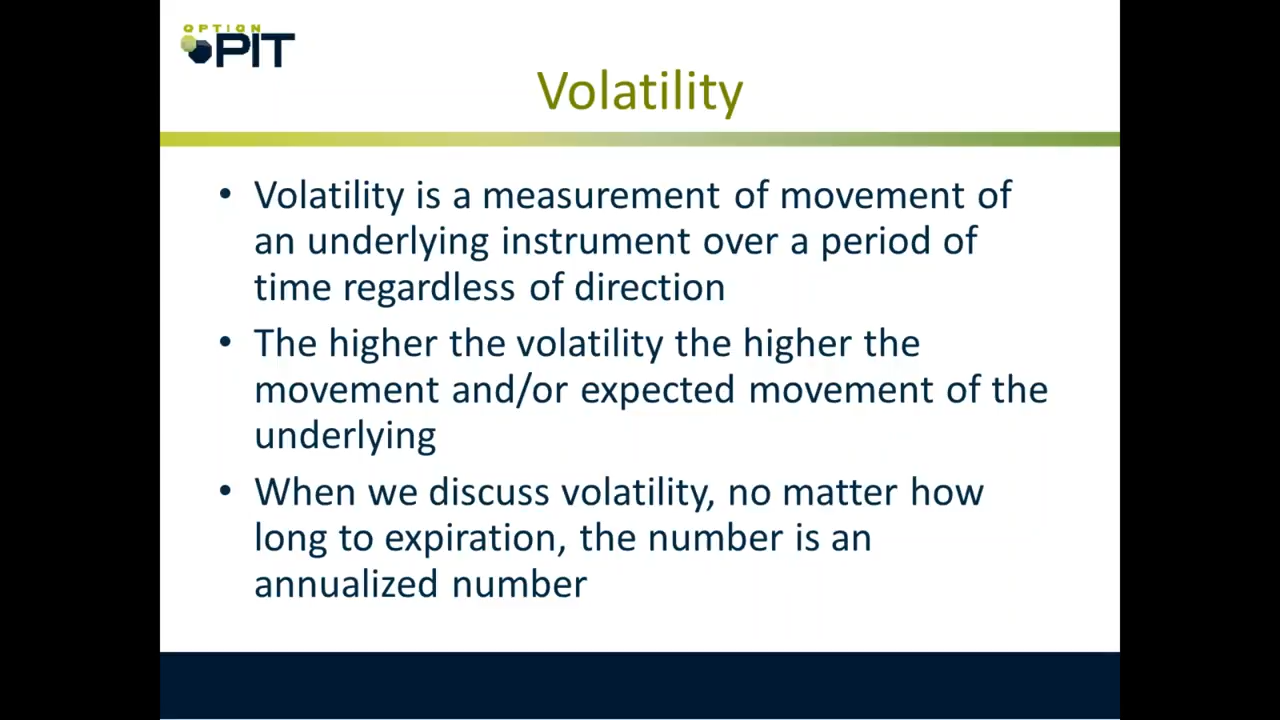 OPTION
PIT
Volatility
• Volatility is a measurement of movement of
an underlying instrument over a period of
time regardless of direction
• The higher the volatility the higher the
movement and/or expected movement of the
underlying
• When we discuss volatility, no matter how
long to expiration, the number is an
annualized number